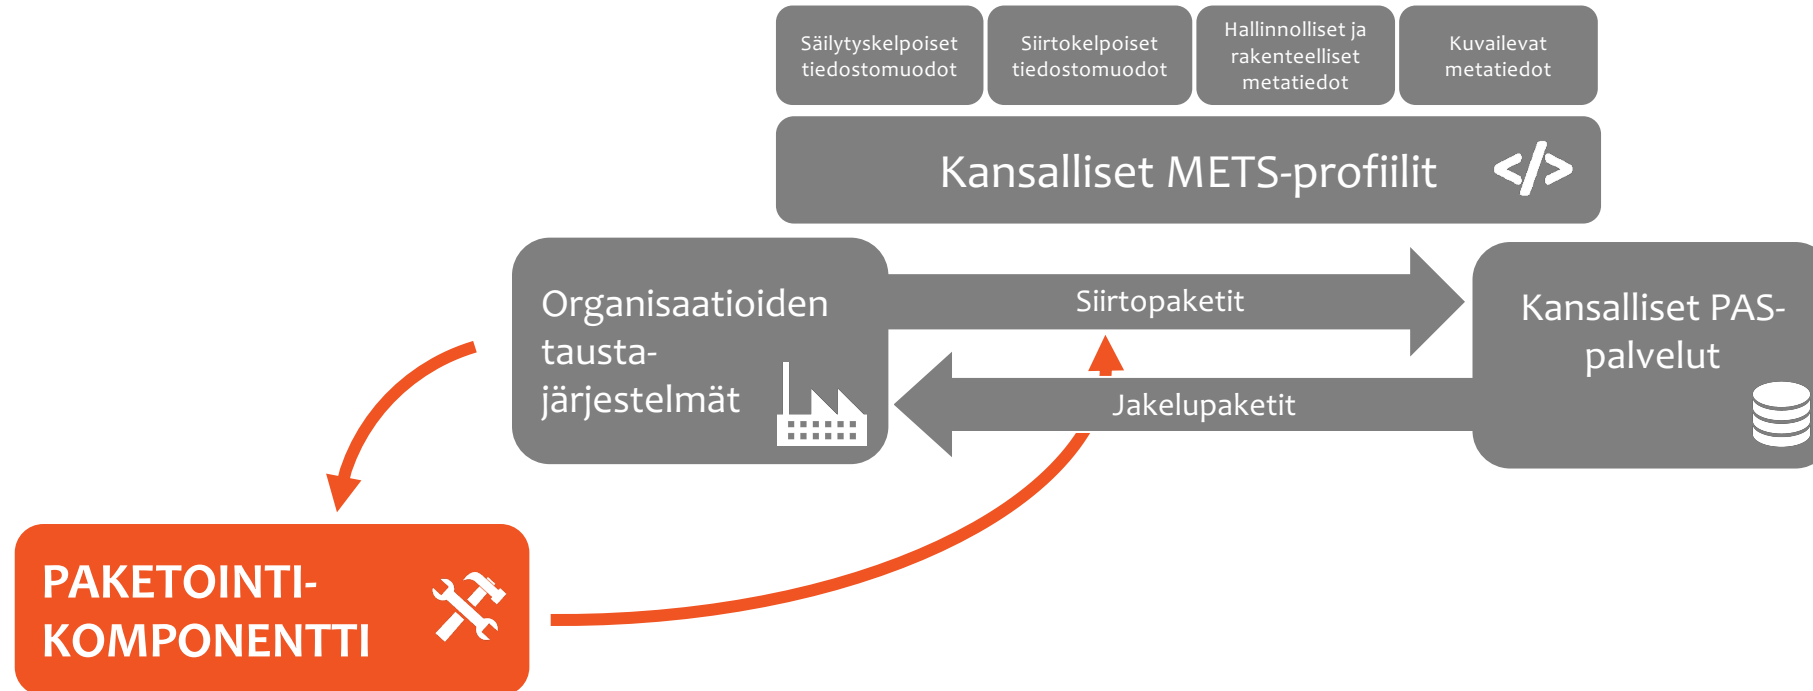 Säilytyskelpoiset
tiedostomuodot
Siirtokelpoiset
tiedostomuodot
Hallinnolliset ja
rakenteelliset
metatiedot
Kuvailevat
metatiedot
Kansalliset METS-profiilit </>
Organisaatioiden
tausta-
järjestelmät
Siirtopaketit
Jakelupaketit
Kansalliset PAS-
palvelut
PAKETOINTI-
KOMPONENTTI